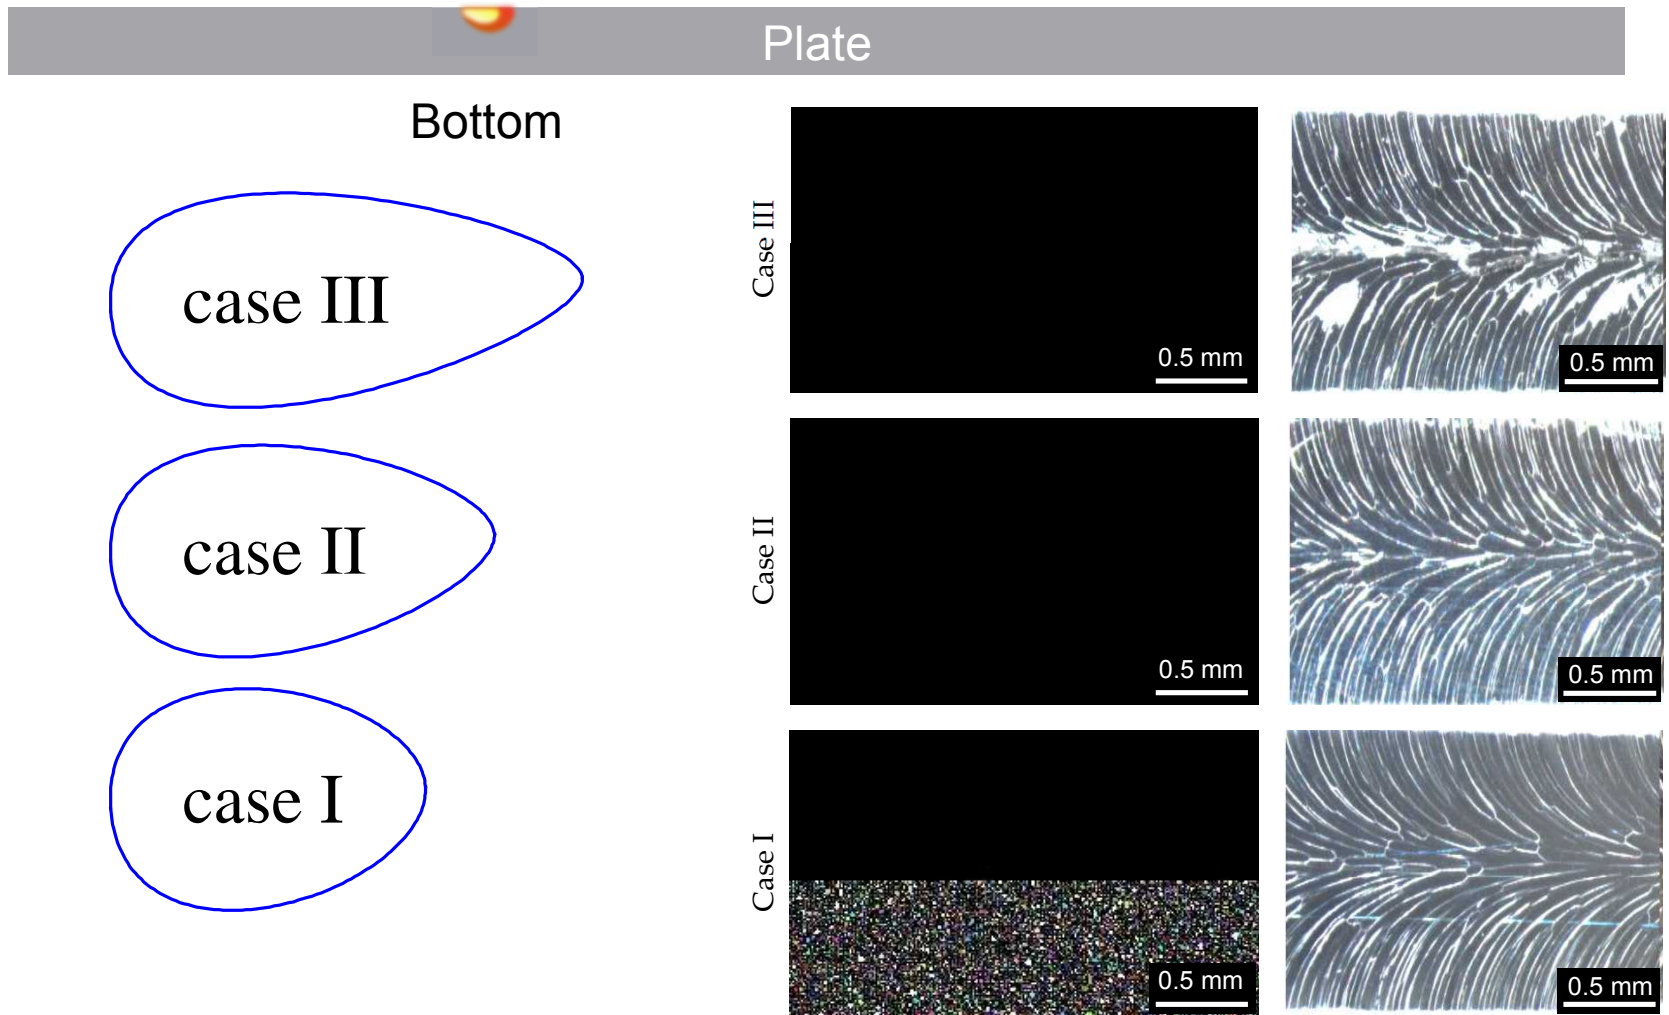 Plate
Bottom
case III
case II
case I
Case III
0.5 mm
0.5 mm
Case II
0.5 mm
0.5 mm
Case I
0.5 mm
0.5 mm